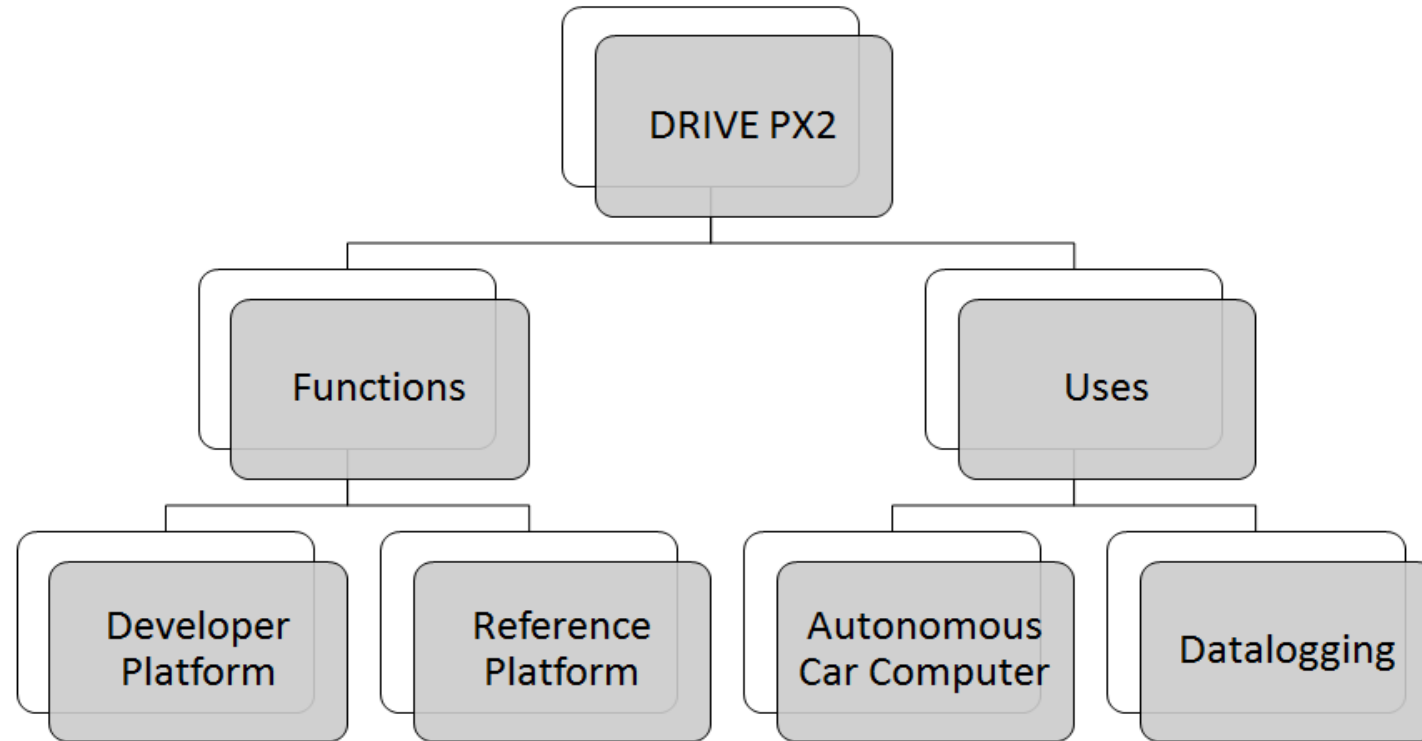 DRIVE PX2
Functions
Uses
Developer
Platform
Reference
Platform
Autonomous
Car Computer
Datalogging